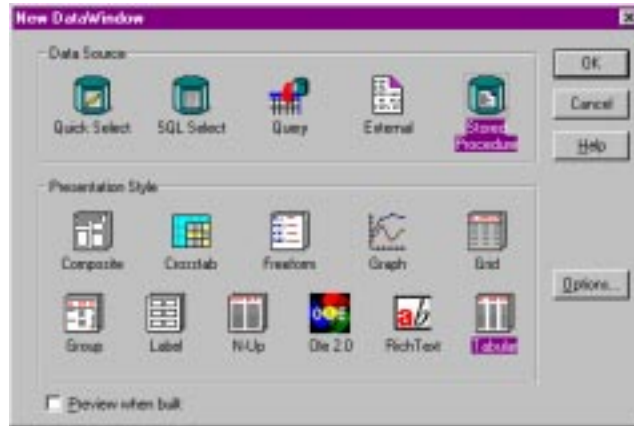 New DataWindow
Data Source
Quick Select SQL Select Query External Stored Procedure
OK
Cancel
Help
Presentation Style
Composite Crosstab Freeform Graph Grid
Group Label N-Up Ole 2.0 RichText Tabular
Options...
Preview when built